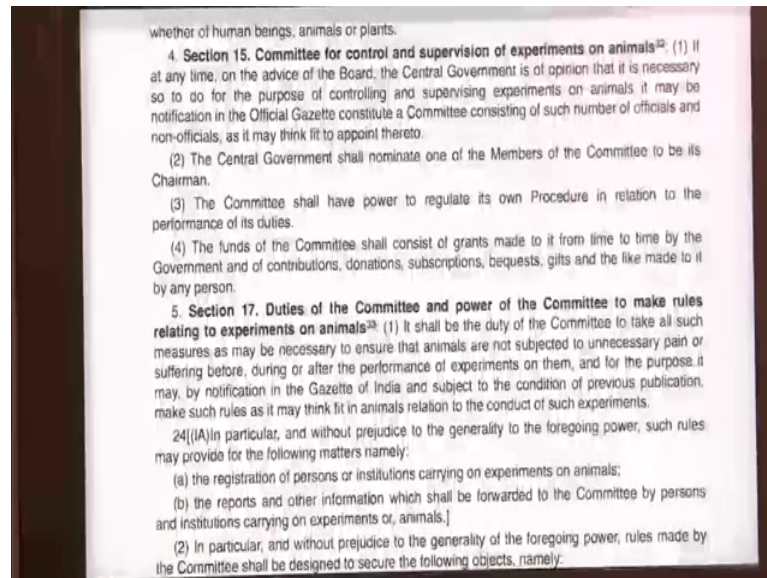 whether of human beings, animals or plants.
4. Section 15. Committee for control and supervision of experiments on animals²²: (1) If
at any time, on the advice of the Board, the Central Government is of opinion that it is necessary
so to do for the purpose of controlling and supervising experiments on animals it may be
notification in the Official Gazette constitute a Committee consisting of such number of officials and
non-officials, as it may think fit to appoint thereto.
(2) The Central Government shall nominate one of the Members of the Committee to be its
Chairman.
(3) The Committee shall have power to regulate its own Procedure in relation to the
performance of its duties.
(4) The funds of the Committee shall consist of grants made to it from time to time by the
Government and of contributions, donations, subscriptions, bequests, gifts and the like made to it
by any person.
5. Section 17. Duties of the Committee and power of the Committee to make rules
relating to experiments on animals²³: (1) It shall be the duty of the Committee to take all such
measures as may be necessary to ensure that animals are not subjected to unnecessary pain or
suffering before, during or after the performance of experiments on them, and for the purpose it
may, by notification in the Gazette of India and subject to the condition of previous publication,
make such rules as it may think fit in animals relation to the conduct of such experiments.
24[(IA)In particular, and without prejudice to the generality to the foregoing power, such rules
may provide for the following matters namely:
(a) the registration of persons or institutions carrying on experiments on animals;
(b) the reports and other information which shall be forwarded to the Committee by persons
and institutions carrying on experiments or, animals.]
(2) In particular, and without prejudice to the generality of the foregoing power, rules made by
the Committee shall be designed to secure the following objects, namely: